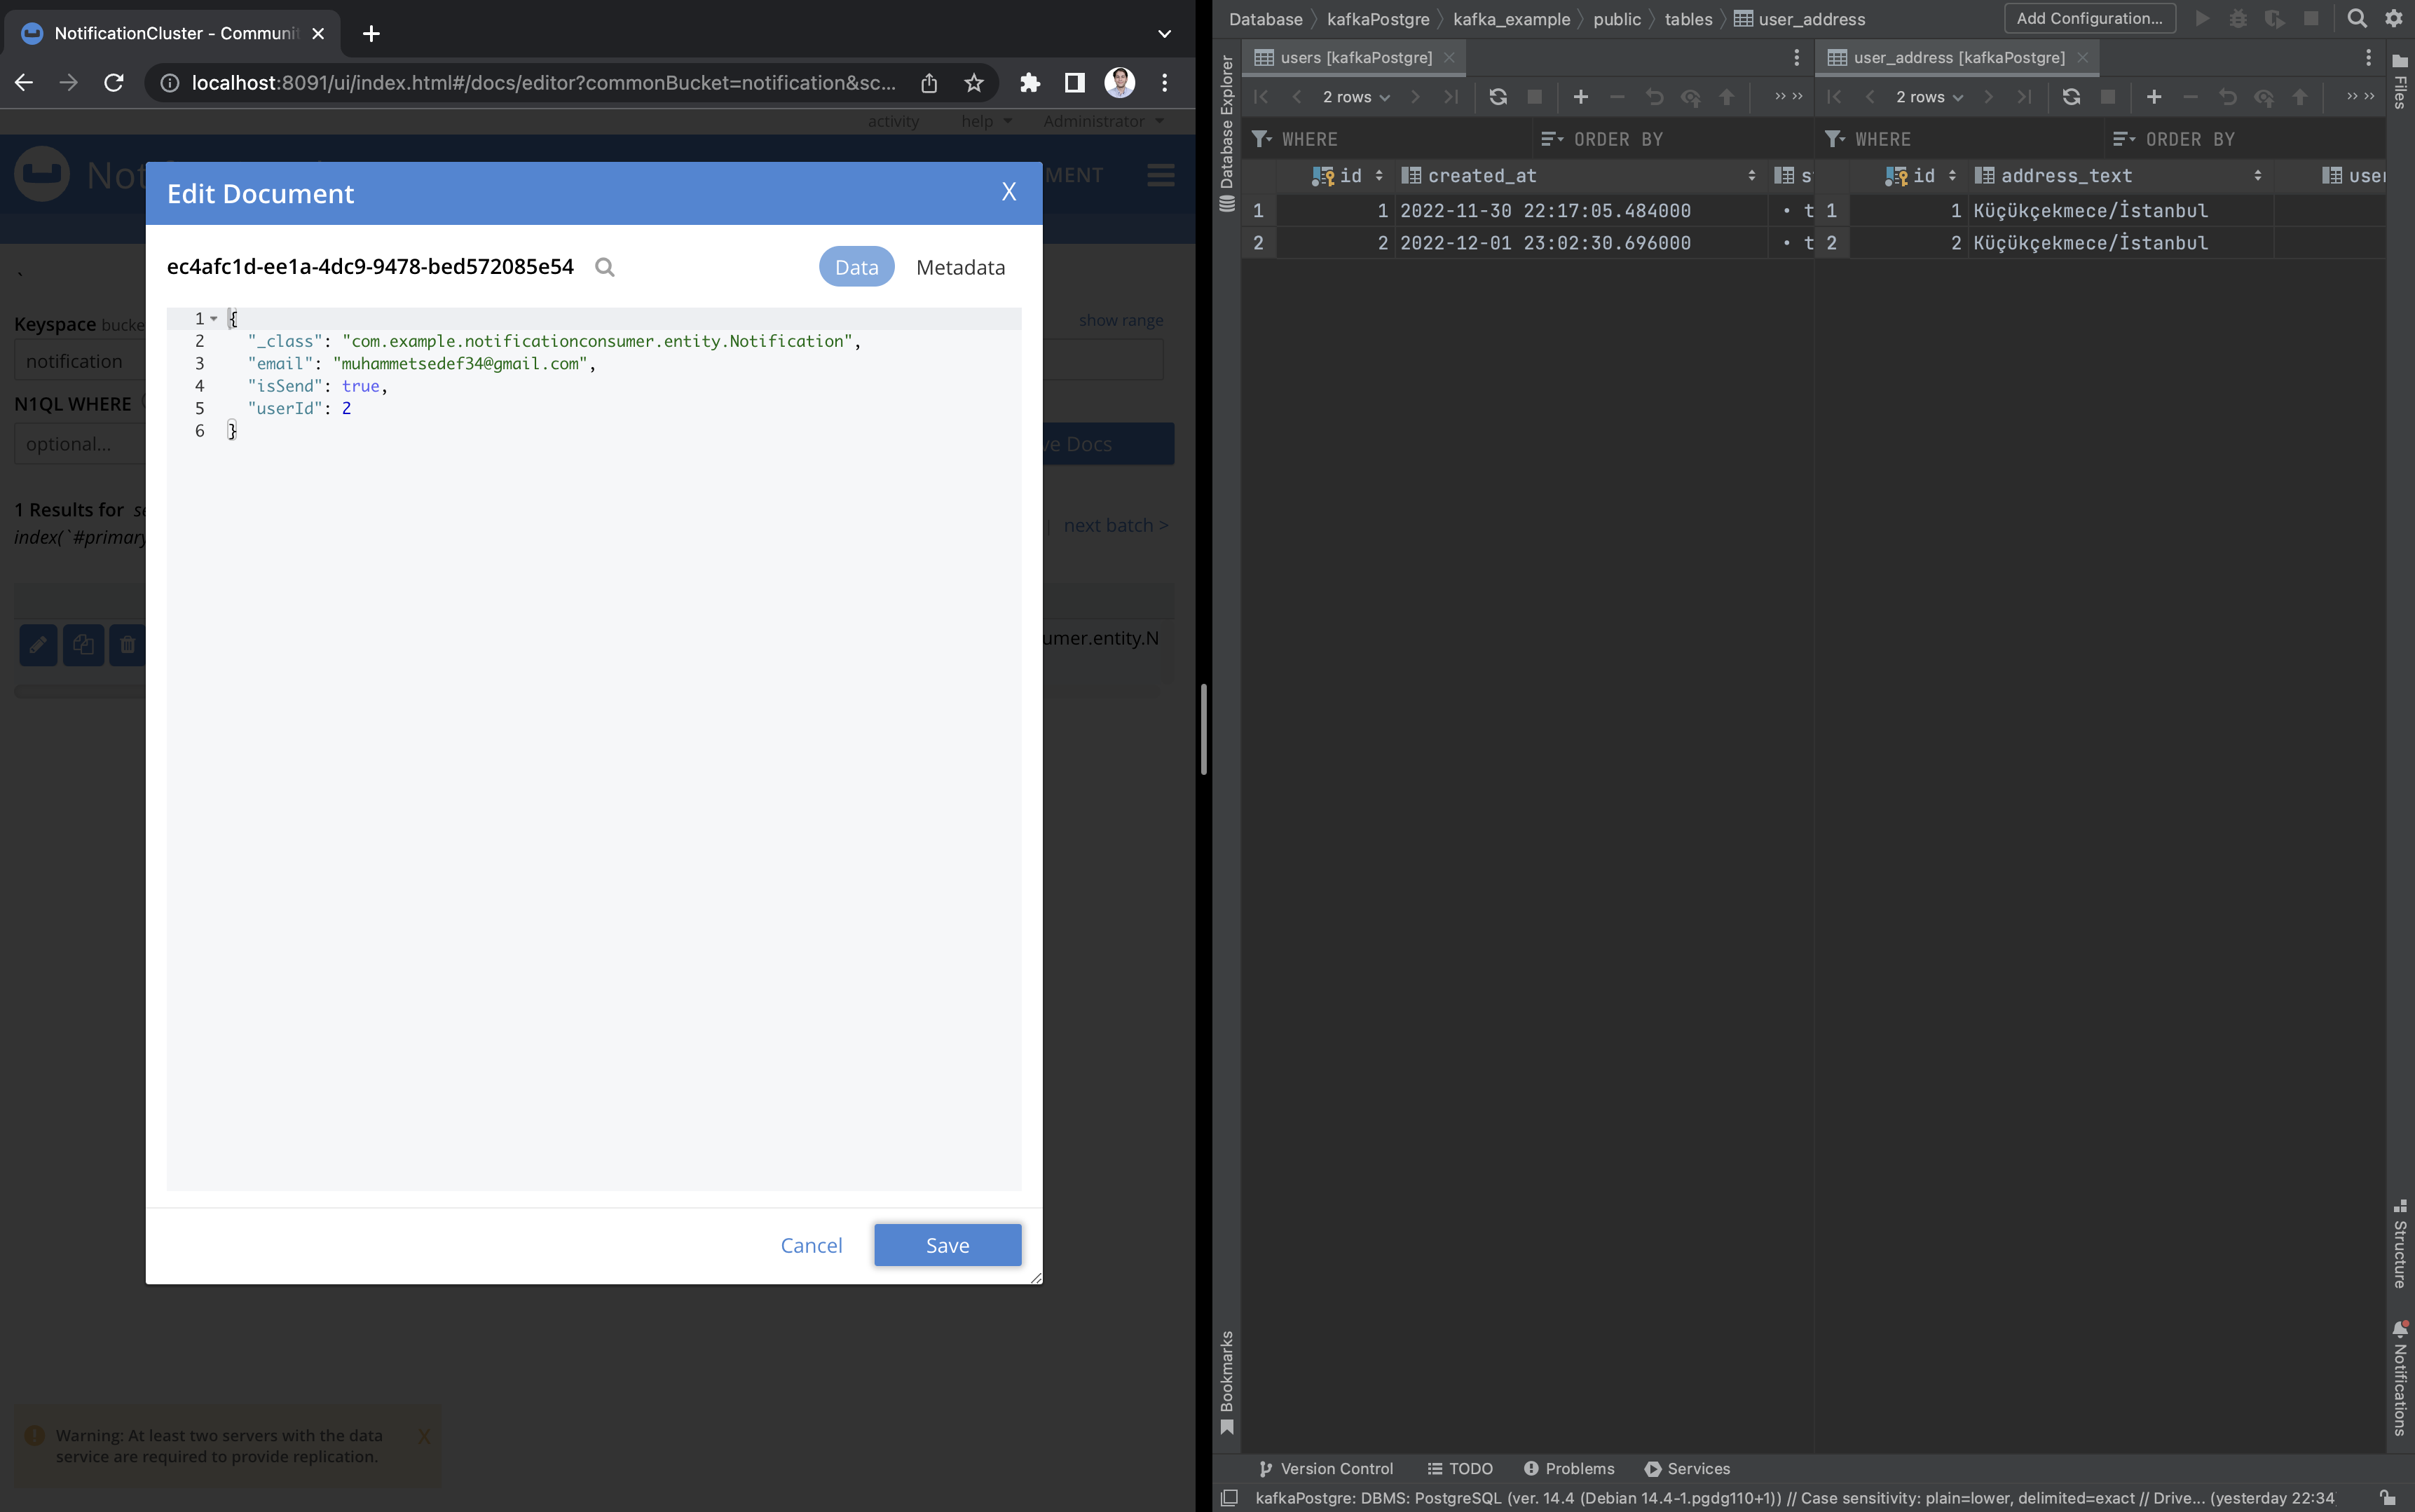 NotificationCluster - Communit
localhost:8091/ui/index.html#/docs/editor?commonBucket=notification&sc...
activity help Administrator
Edit Document
X
ec4afc1d-ee1a-4dc9-9478-bed572085e54
Data Metadata
1 {
2 "_class": "com.example.notificationconsumer.entity.Notification",
3 "email": "muhammetsedef34@gmail.com",
4 "isSend": true,
5 "userId": 2
6 }
Cancel Save
Not
MENT
Keyspace bucke
notification
show range
N1QL WHERE
optional...
ve Docs
1 Results for se
index(`#primary
next batch >
umer.entity.N
Warning: At least two servers with the data
service are required to provide replication.
X
Database kafkaPostgre kafka_example public tables user_address
Add Configuration...
users [kafkaPostgre]
2 rows
WHERE ORDER BY
id created_at s
1 1 2022-11-30 22:17:05.484000 t
2 2 2022-12-01 23:02:30.696000 t
user_address [kafkaPostgre]
2 rows
WHERE ORDER BY
id address_text user
1 1 Küçükçekmece/İstanbul
2 2 Küçükçekmece/İstanbul
Database Explorer
Bookmarks
Files
Structure
Notifications
Version Control TODO Problems Services
kafkaPostgre: DBMS: PostgreSQL (ver. 14.4 (Debian 14.4-1.pgdg110+1)) // Case sensitivity: plain=lower, delimited=exact // Drive... (yesterday 22:34